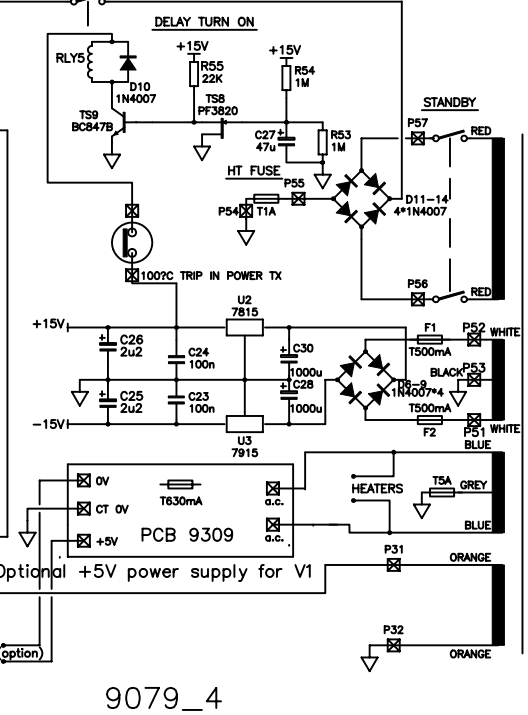 DELAY TURN ON
+15V
+15V
RLY5
R55
22K
R54
1M
D10
1N4007
TS8
PF3820
STANDBY
TS9
BC847B
C27
47u
R53
1M
P57
RED
HT FUSE
P55
P54
T1A
D11-14
4*1N4007
100?C TRIP IN POWER TX
P56
RED
U2
7815
+15V
F1
P52
WHITE
C26
2u2
C24
100n
C30
1000u
T500mA
BLACK
P53
C28
1000u
D6-9
1N4007*4
C25
2u2
C23
100n
T500mA
-15V
U3
7915
F2
P51
WHITE
BLUE
0V
T630mA
a.c.
HEATERS
T5A
GREY
CT 0V
PCB 9309
a.c.
BLUE
+5V
Optional +5V power supply for V1
P31
ORANGE
P32
ORANGE
option)
9079_4